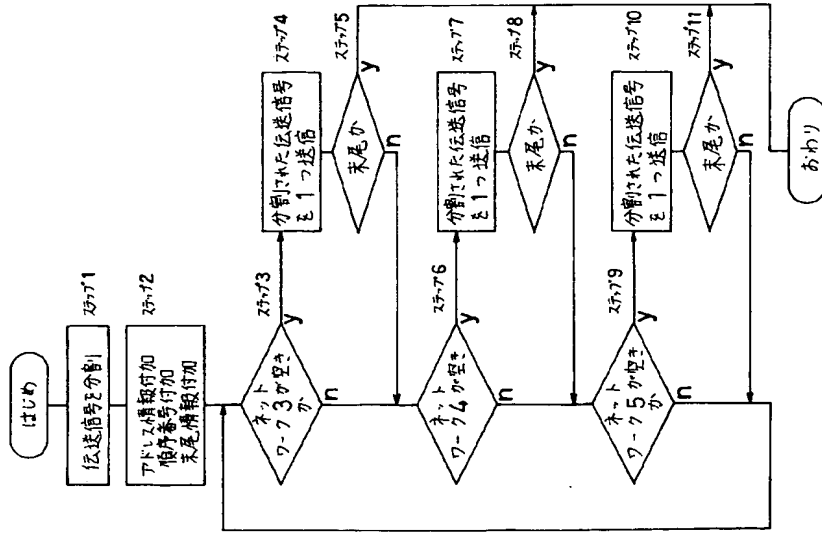 はじめ
ステップ1
伝送信号を分割
ステップ2
アドレス情報付加
順序番号付加
末尾情報付加
ステップ3
ネット
ワーク3が空き
か
y
n
ステップ4
分割された伝送信号
を1つ送信
ステップ5
末尾か
y
n
ステップ6
ネット
ワーク4が空き
か
y
n
ステップ7
分割された伝送信号
を1つ送信
ステップ8
末尾か
y
n
ステップ9
ネット
ワーク5が空き
か
y
n
ステップ10
分割された伝送信号
を1つ送信
ステップ11
末尾か
y
n
おわり